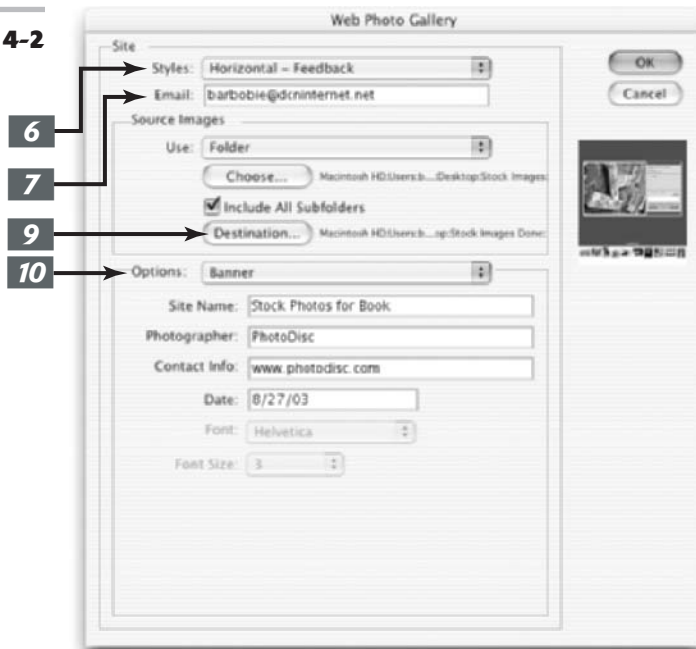 Web Photo Gallery
4-2
Site
6
Styles: Horizontal – Feedback
OK
7
Email: barbobie@dcninternet.net
Cancel
Source Images
Use: Folder
Choose... Macintosh HD:Users:b...:Desktop:Stock Images:
Include All Subfolders
9
Destination... Macintosh HD:Users:b...op:Stock Images Done:
10
Options: Banner
Site Name: Stock Photos for Book
Photographer: PhotoDisc
Contact Info: www.photodisc.com
Date: 8/27/03
Font: Helvetica
Font Size: 3